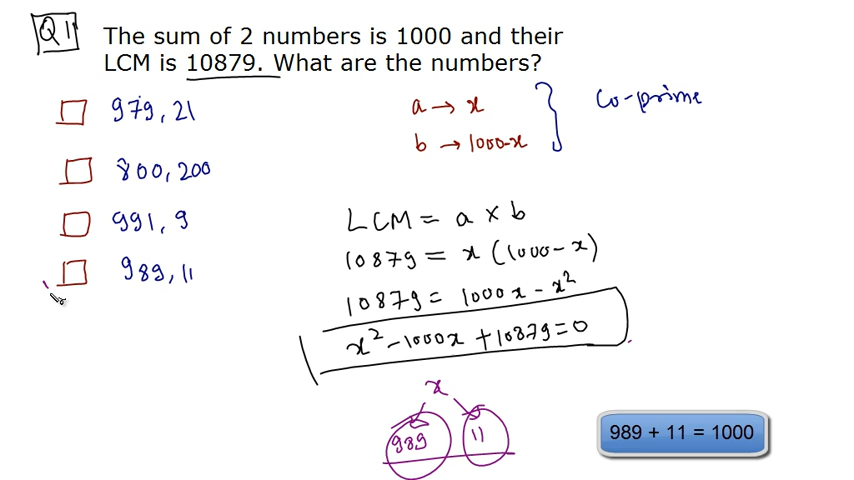 Q1
The sum of 2 numbers is 1000 and their
LCM is 10879. What are the numbers?
979, 21
800, 200
991, 9
989, 11
a → x
b → 1000-x
Co-prime
LCM = a × b
10879 = x (1000 - x)
10879 = 1000x - x²
x² - 1000x + 10879 = 0
x
989 11
989 + 11 = 1000